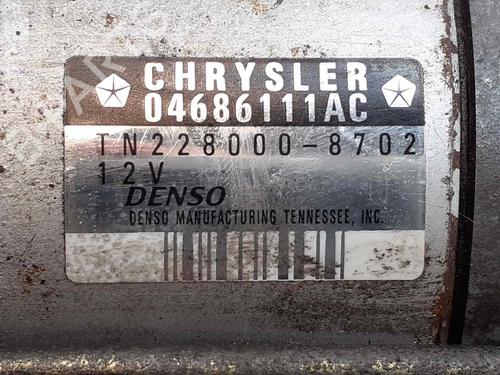 CHRYSLER
04686111AC
TN228000-8702
12V
DENSO
DENSO MANUFACTURING TENNESSEE, INC.